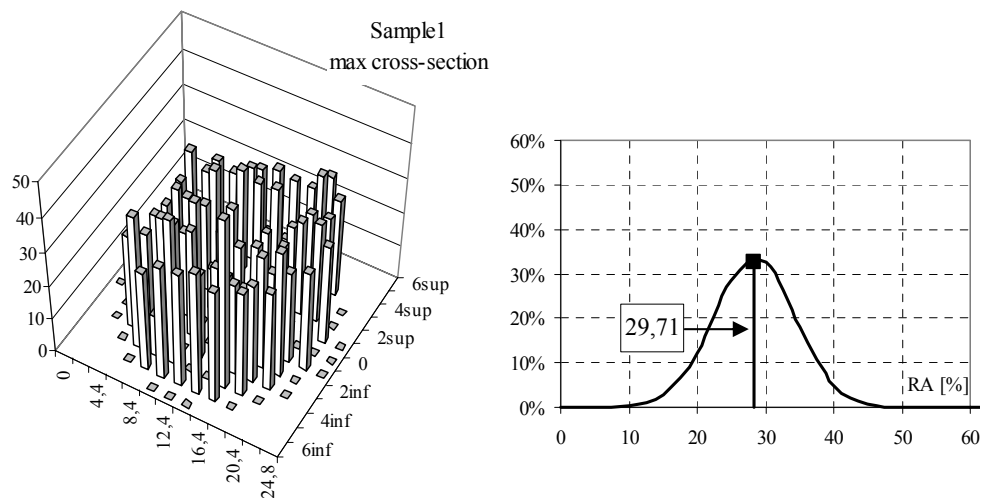 Sample1
max cross-section
50
40
30
20
10
0
0
4,4
8,4
12,4
16,4
20,4
24,8
6sup
4sup
2sup
0
2inf
4inf
6inf
60%
50%
40%
30%
20%
10%
0%
29,71
RA [%]
0 10 20 30 40 50 60